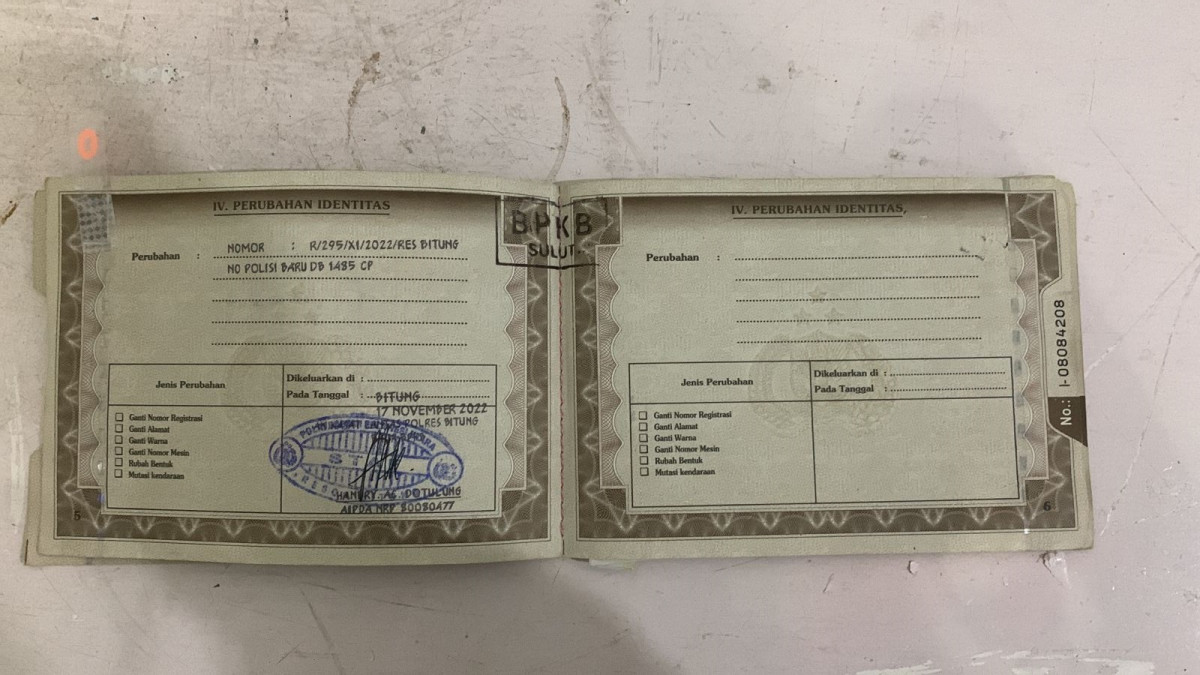 IV. PERUBAHAN IDENTITAS
Perubahan :
NOMOR : R/295/XI/2022/RES BITUNG
NO POLISI BARU DB 1485 CP
Jenis Perubahan
Dikeluarkan di :
Pada Tanggal :
BITUNG
17 NOVEMBER 2022
POLRES BITUNG
Ganti Nomor Registrasi
Ganti Alamat
Ganti Warna
Ganti Nomor Mesin
Rubah Bentuk
Mutasi kendaraan
DOTULUNG
AIPDA NRP 80080477
5
BPKB
SULUT
IV. PERUBAHAN IDENTITAS
Perubahan :
Jenis Perubahan
Dikeluarkan di :
Pada Tanggal :
Ganti Nomor Registrasi
Ganti Alamat
Ganti Warna
Ganti Nomor Mesin
Rubah Bentuk
Mutasi kendaraan
6
No.: I-08084208